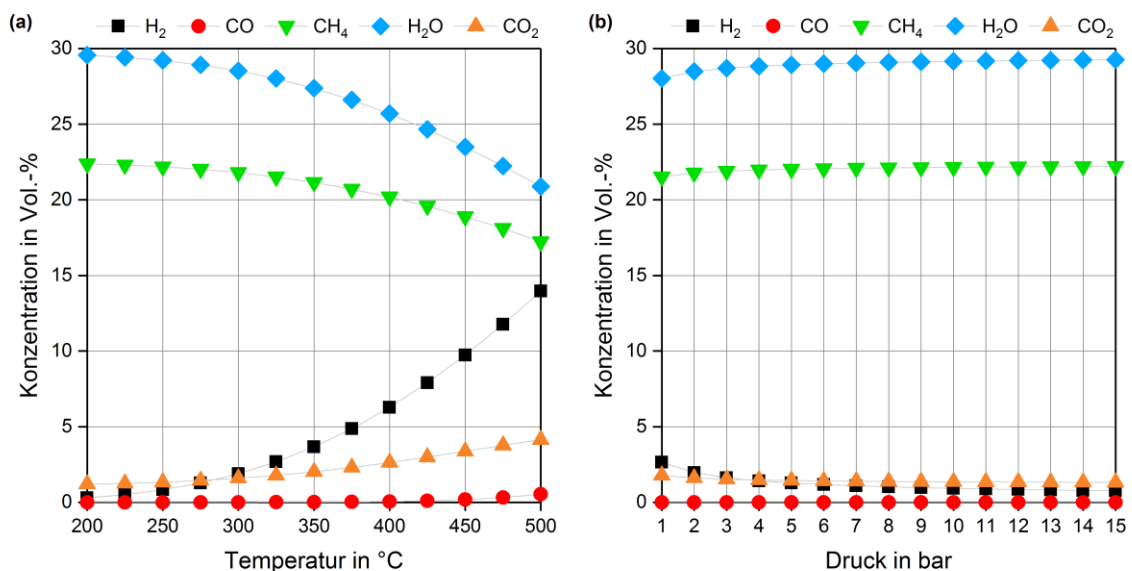 (a) H₂ CO CH₄ H₂O CO₂
Konzentration in Vol.-%
30
25
20
15
10
5
0
200 250 300 350 400 450 500
Temperatur in °C
(b) H₂ CO CH₄ H₂O CO₂
Konzentration in Vol.-%
30
25
20
15
10
5
0
1 2 3 4 5 6 7 8 9 10 11 12 13 14 15
Druck in bar